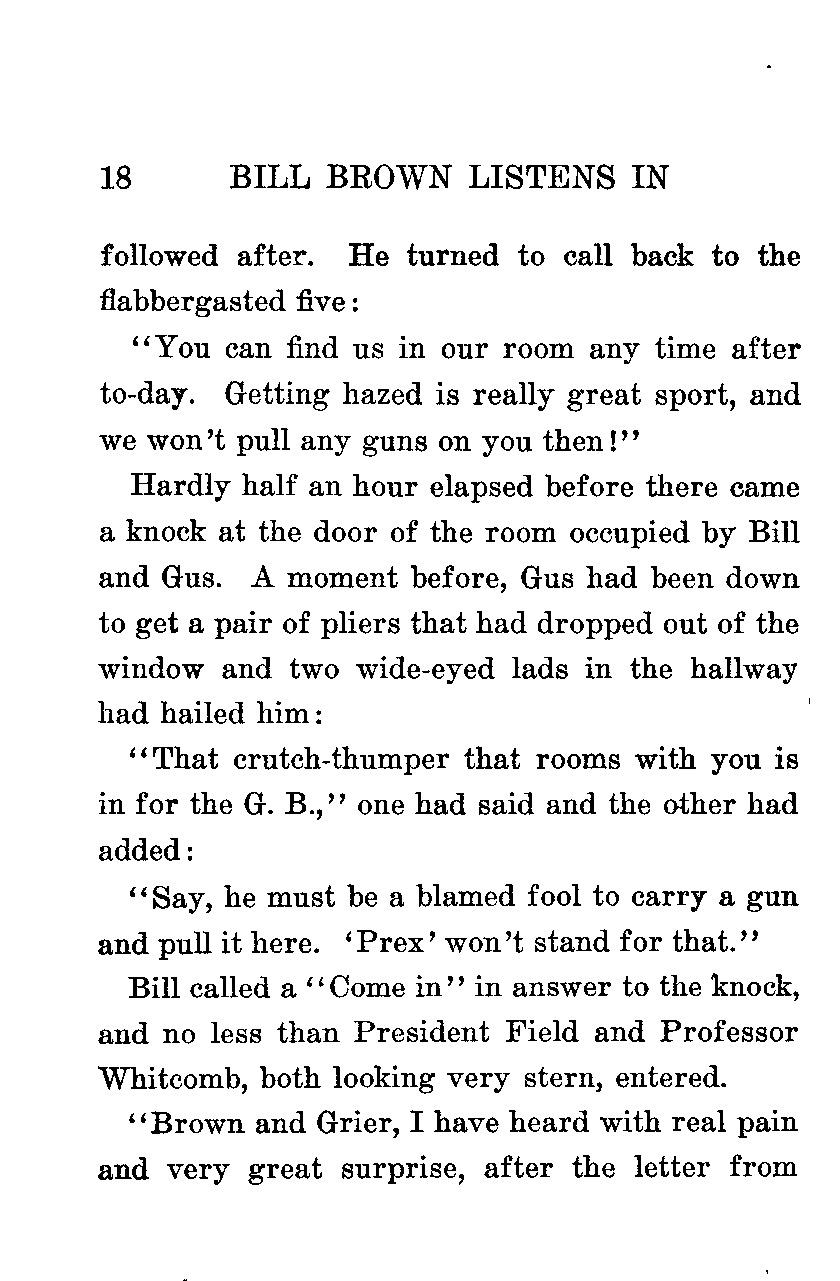 18 BILL BROWN LISTENS IN
followed after. He turned to call back to the
flabbergasted five:
“You can find us in our room any time after
to-day. Getting hazed is really great sport, and
we won’t pull any guns on you then!”
Hardly half an hour elapsed before there came
a knock at the door of the room occupied by Bill
and Gus. A moment before, Gus had been down
to get a pair of pliers that had dropped out of the
window and two wide-eyed lads in the hallway
had hailed him:
“That crutch-thumper that rooms with you is
in for the G. B.,” one had said and the other had
added:
“Say, he must be a blamed fool to carry a gun
and pull it here. ‘Prex’ won’t stand for that.”
Bill called a “Come in” in answer to the knock,
and no less than President Field and Professor
Whitcomb, both looking very stern, entered.
“Brown and Grier, I have heard with real pain
and very great surprise, after the letter from